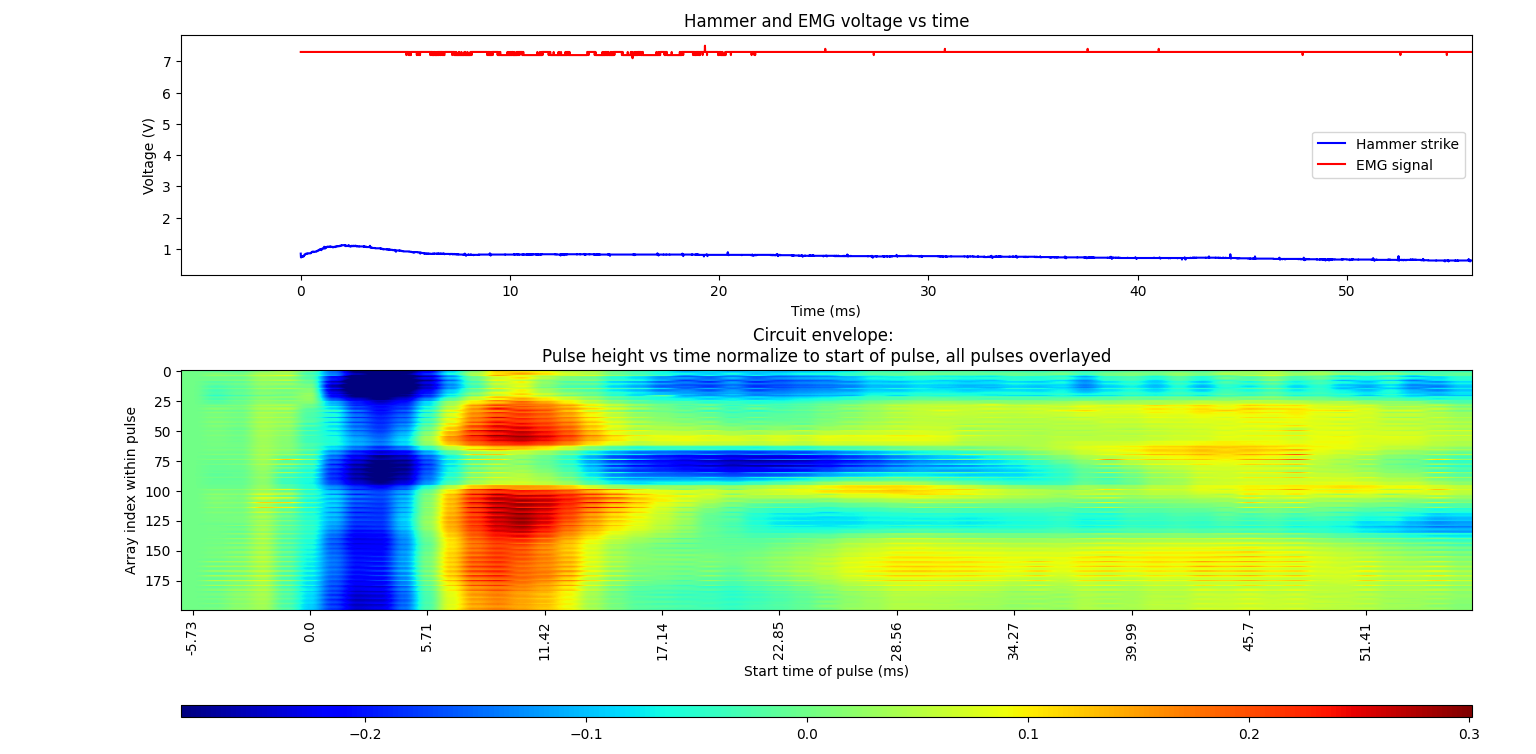 Hammer and EMG voltage vs time
7
6
5
4
3
2
1
Voltage (V)
Hammer strike
EMG signal
0 10 20 30 40 50
Time (ms)
Circuit envelope:
Pulse height vs time normalize to start of pulse, all pulses overlayed
0
25
50
75
100
125
150
175
Array index within pulse
-5.73 0.0 5.71 11.42 17.14 22.85 28.56 34.27 39.99 45.7 51.41
Start time of pulse (ms)
−0.2 −0.1 0.0 0.1 0.2 0.3